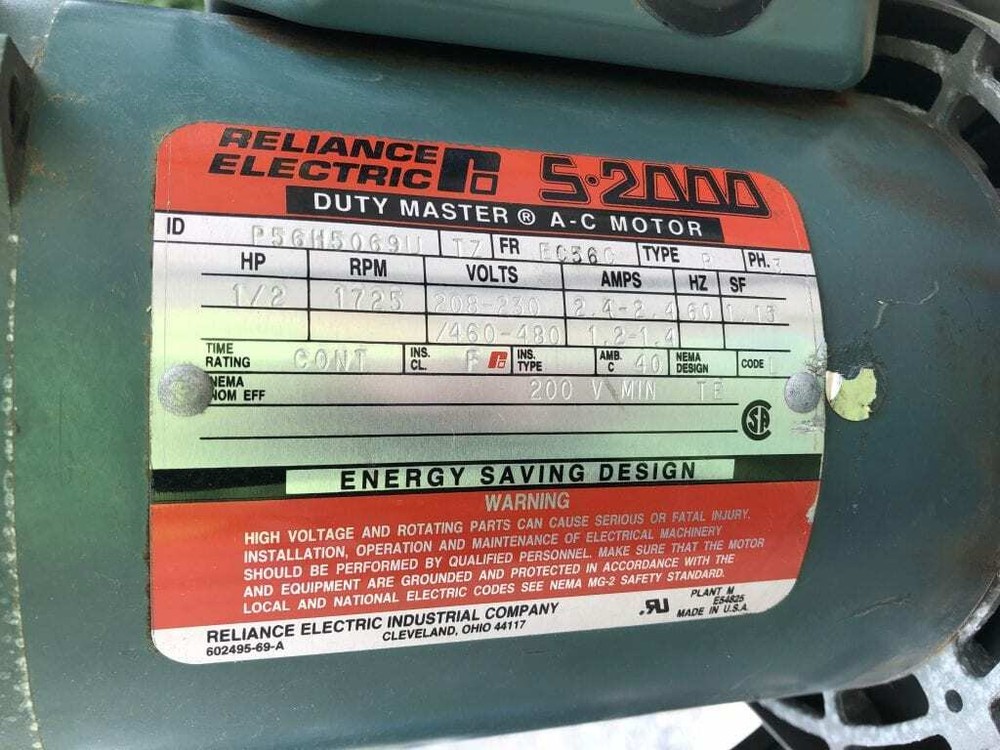 RELIANCE
ELECTRIC
S·2000
DUTY MASTER ® A-C MOTOR
ID P56H5069U TZ FR EC56C TYPE P PH. 3
HP RPM VOLTS AMPS HZ SF
1/2 1725 208-230 2.4-2.4 60 1.15
/460-480 1.2-1.4
TIME RATING CONT INS. CL. F INS. TYPE AMB. C 40 NEMA DESIGN CODE L
NEMA NOM EFF 200 V MIN TE
SA
ENERGY SAVING DESIGN
WARNING
HIGH VOLTAGE AND ROTATING PARTS CAN CAUSE SERIOUS OR FATAL INJURY.
INSTALLATION, OPERATION AND MAINTENANCE OF ELECTRICAL MACHINERY
SHOULD BE PERFORMED BY QUALIFIED PERSONNEL. MAKE SURE THAT THE MOTOR
AND EQUIPMENT ARE GROUNDED AND PROTECTED IN ACCORDANCE WITH THE
LOCAL AND NATIONAL ELECTRIC CODES SEE NEMA MG-2 SAFETY STANDARD.
RELIANCE ELECTRIC INDUSTRIAL COMPANY
CLEVELAND, OHIO 44117
602495-69-A
RU
PLANT M
E54825
MADE IN U.S.A.